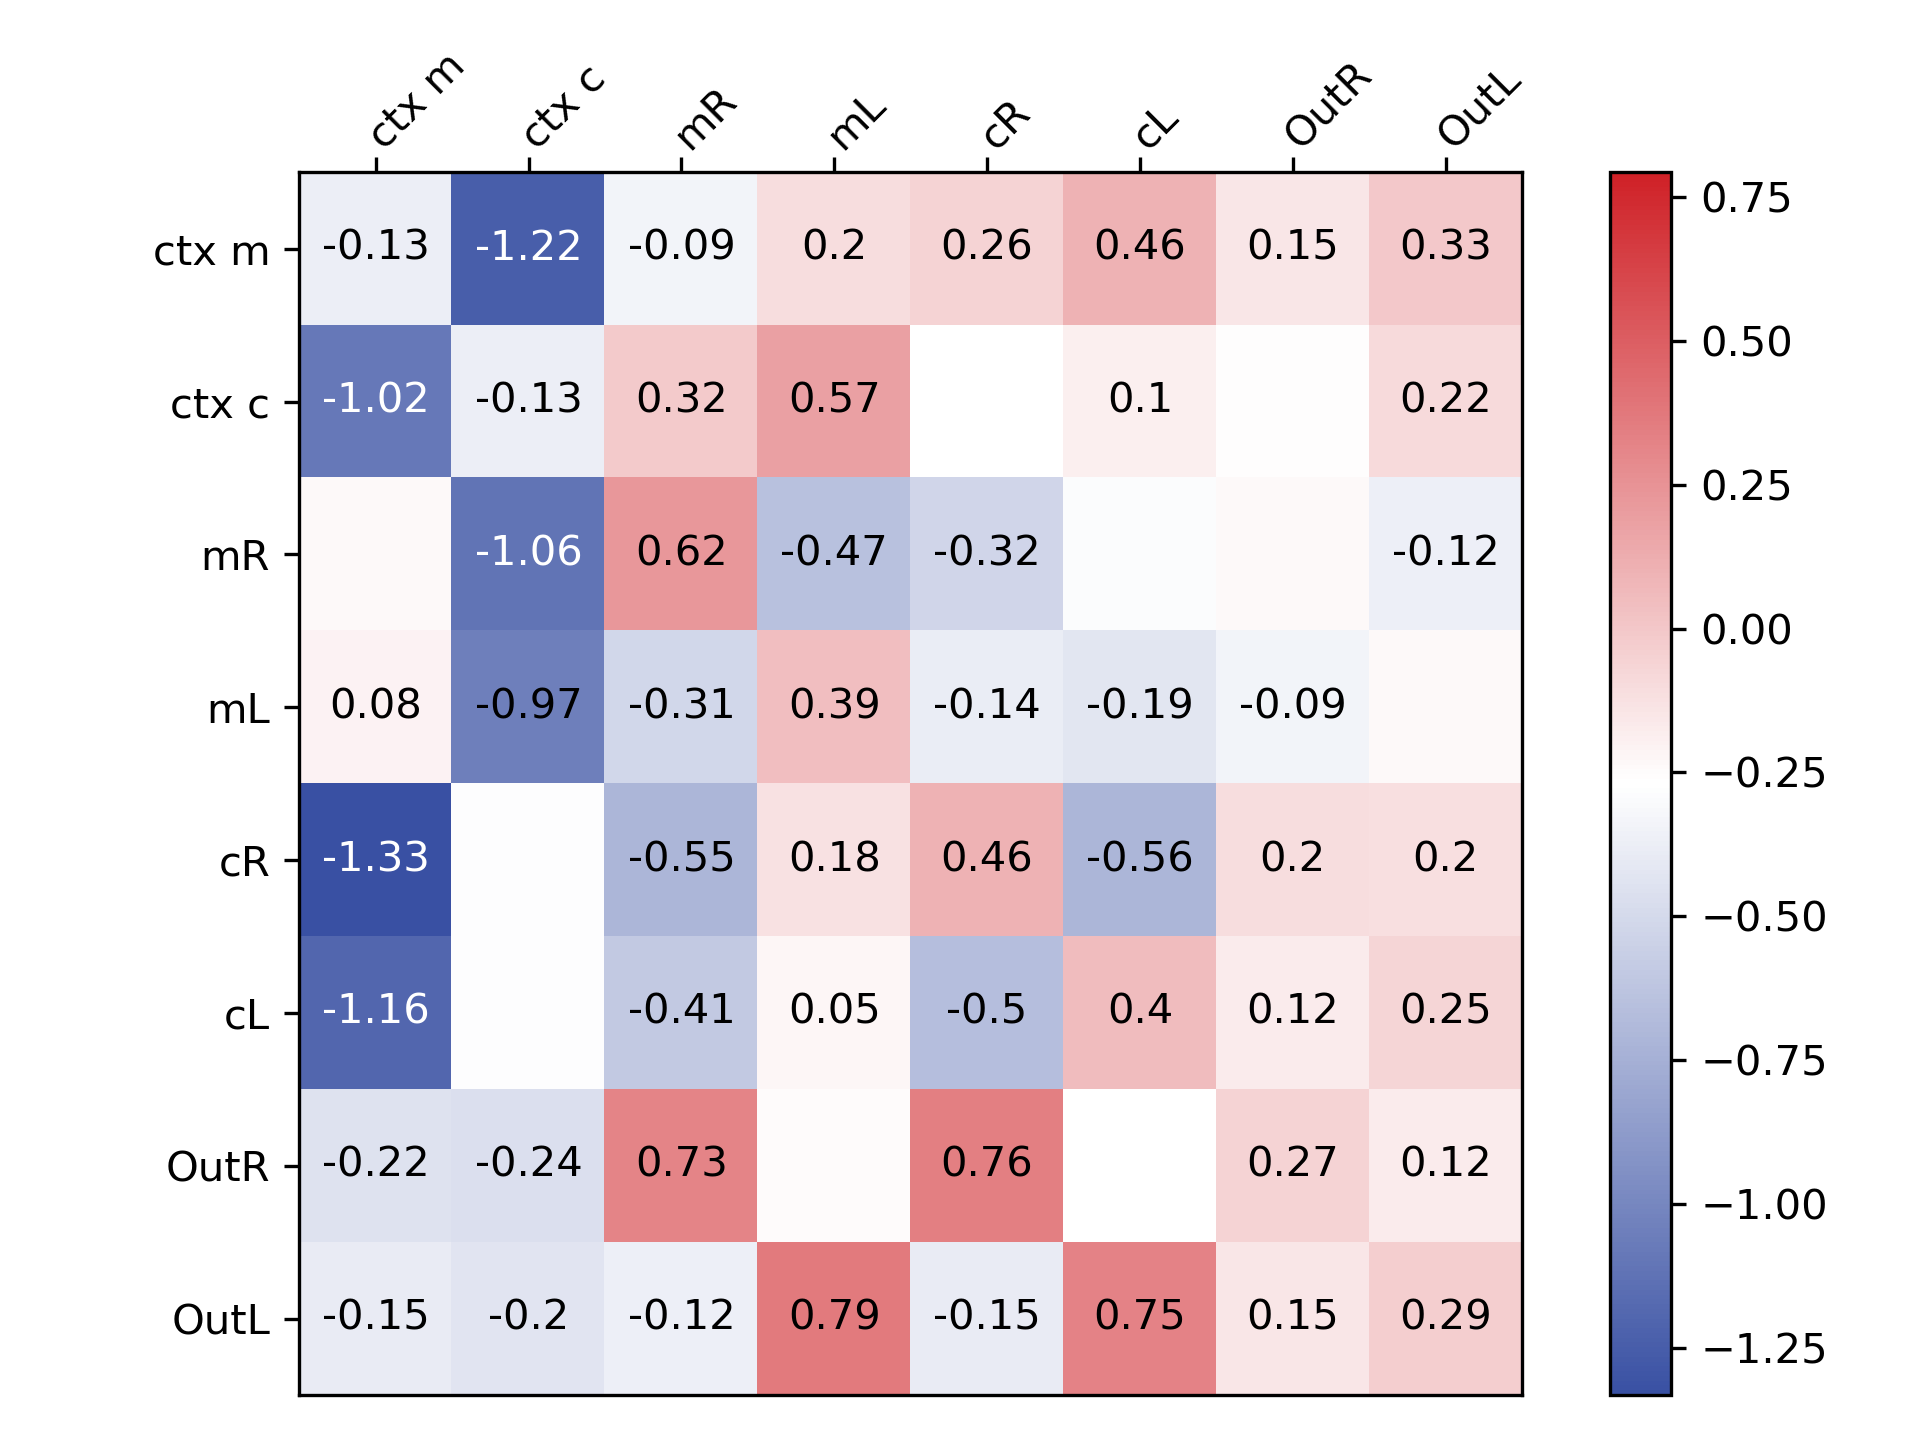 ctx m ctx c mR mL cR cL OutR OutL
ctx m -0.13 -1.22 -0.09 0.2 0.26 0.46 0.15 0.33
ctx c -1.02 -0.13 0.32 0.57 0.1 0.22
mR -1.06 0.62 -0.47 -0.32 -0.12
mL 0.08 -0.97 -0.31 0.39 -0.14 -0.19 -0.09
cR -1.33 -0.55 0.18 0.46 -0.56 0.2 0.2
cL -1.16 -0.41 0.05 -0.5 0.4 0.12 0.25
OutR -0.22 -0.24 0.73 0.76 0.27 0.12
OutL -0.15 -0.2 -0.12 0.79 -0.15 0.75 0.15 0.29
0.75
0.50
0.25
0.00
−0.25
−0.50
−0.75
−1.00
−1.25